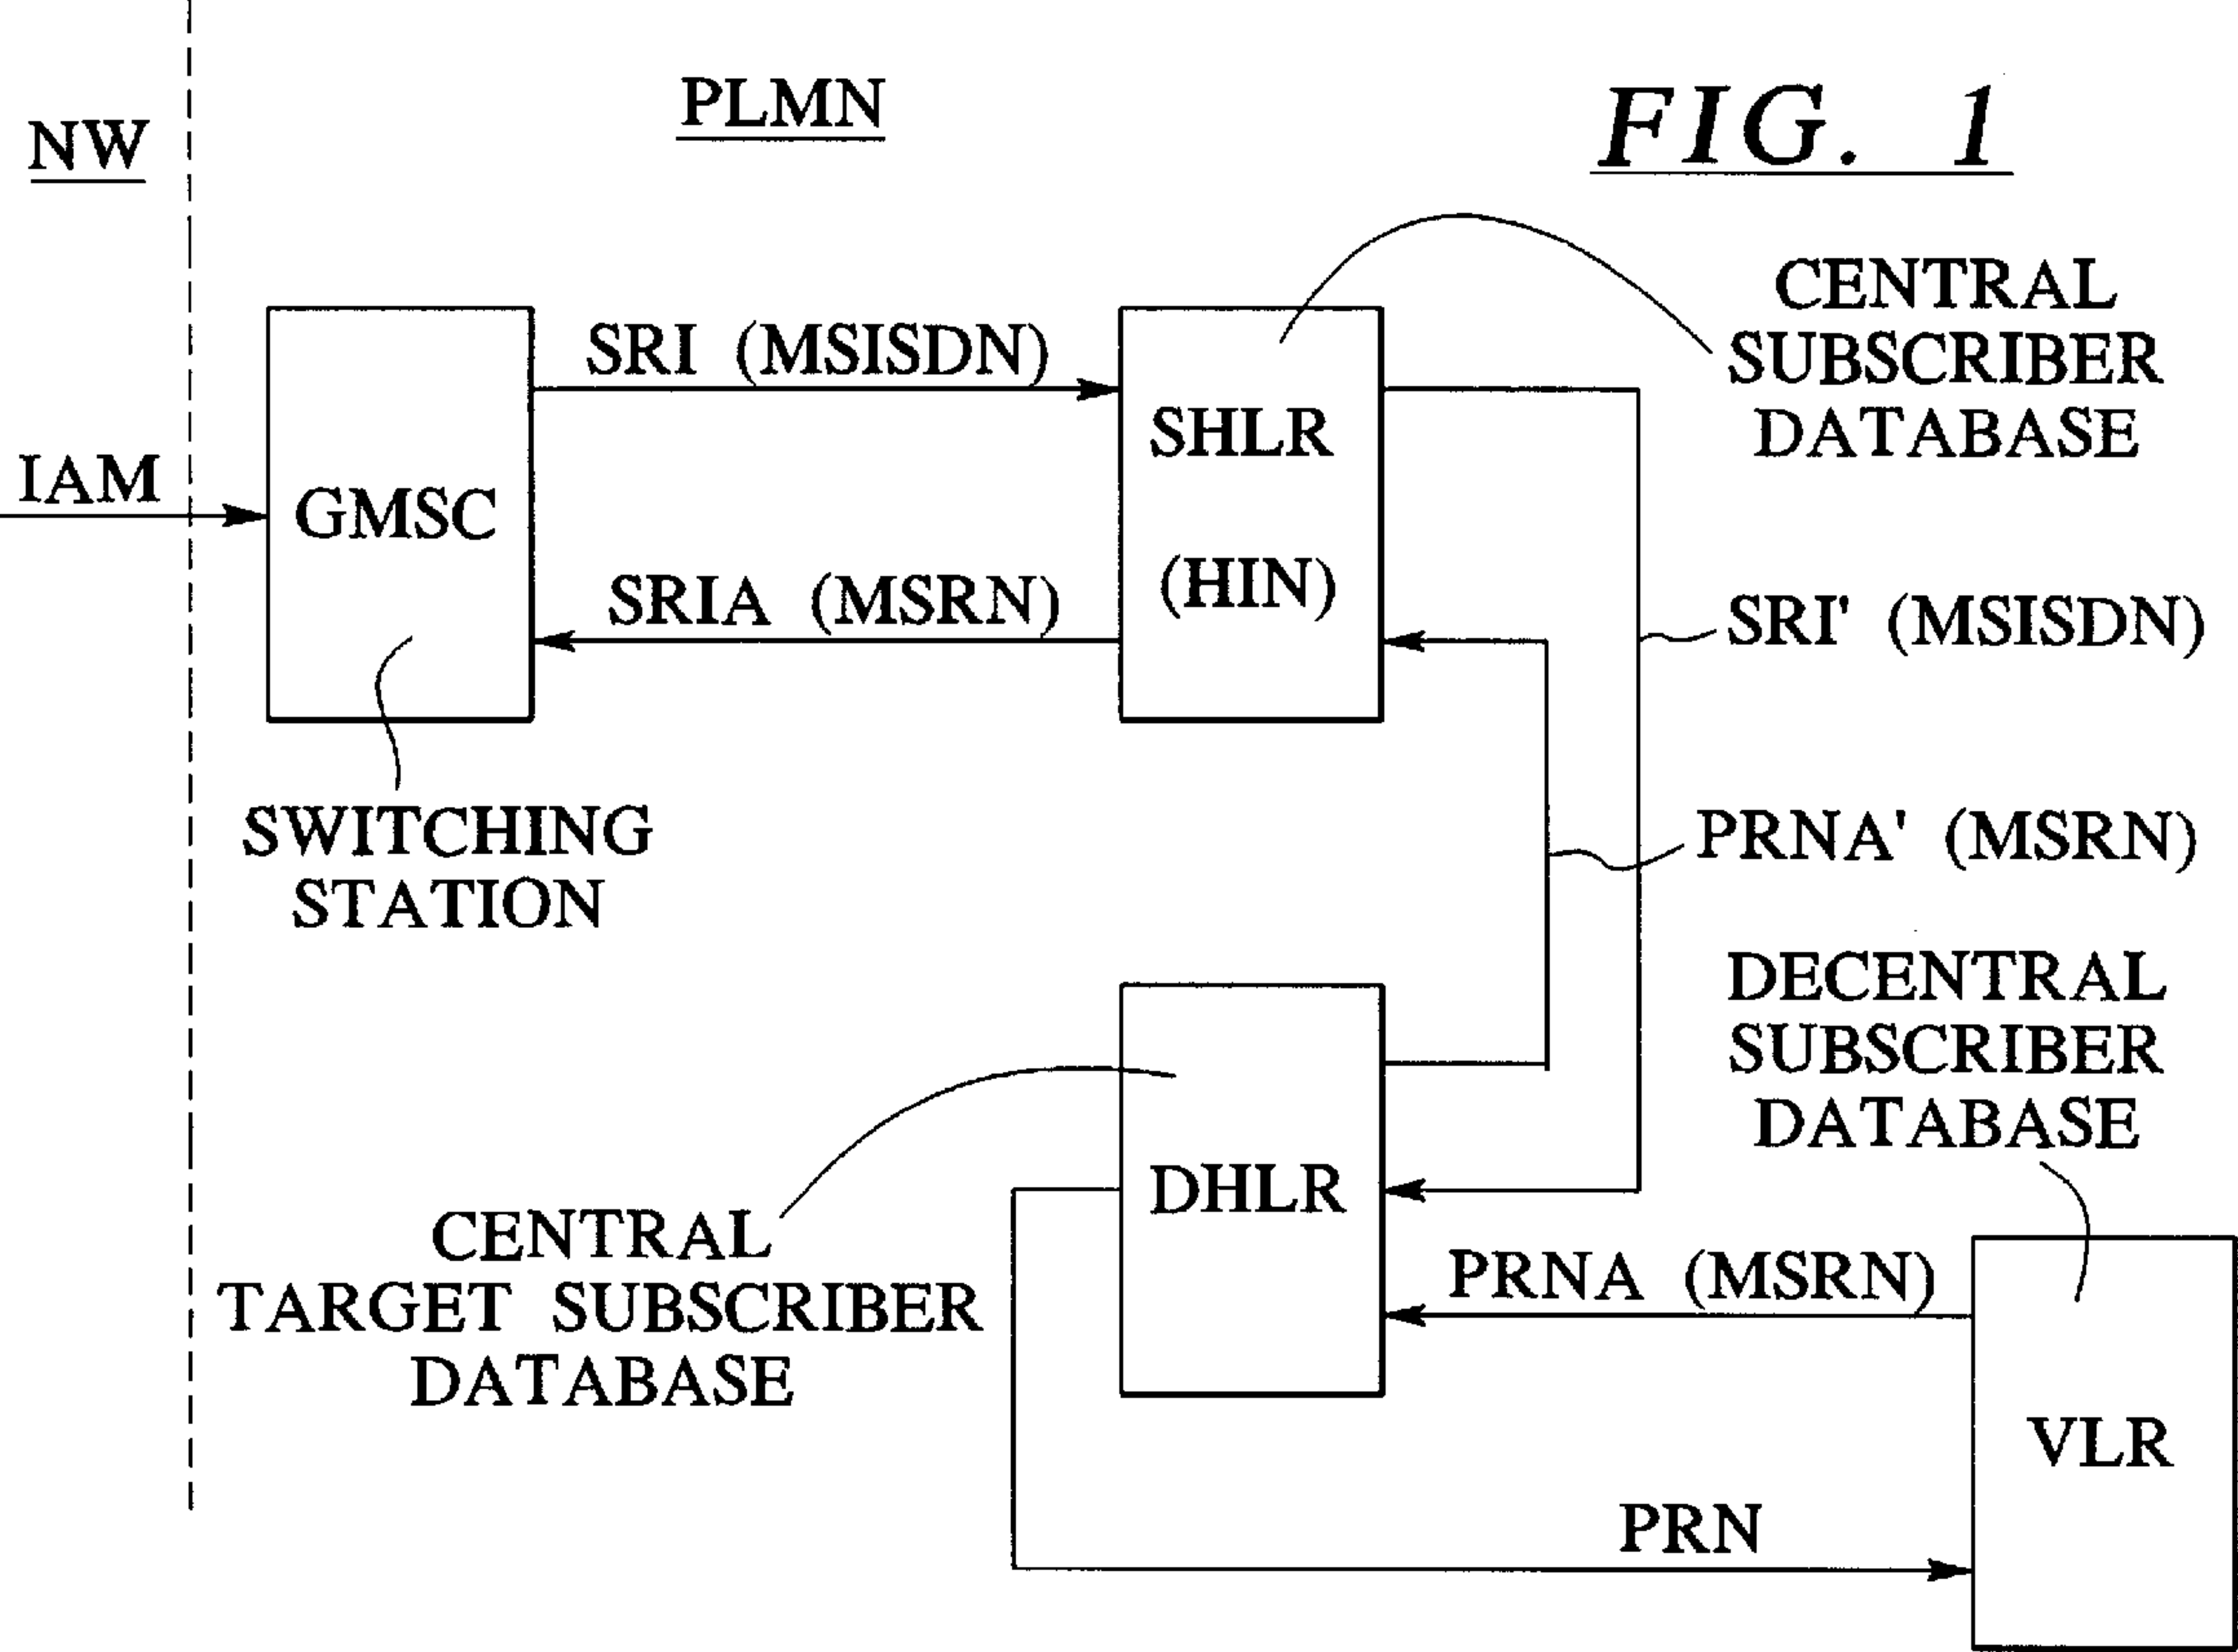 PLMN
FIG. 1
NW
CENTRAL
SUBSCRIBER
DATABASE
SRI (MSISDN)
SHLR
IAM
GMSC
(HIN)
SRIA (MSRN)
SRI' (MSISDN)
SWITCHING
STATION
PRNA' (MSRN)
DECENTRAL
SUBSCRIBER
DATABASE
DHLR
CENTRAL
TARGET SUBSCRIBER
DATABASE
PRNA (MSRN)
VLR
PRN